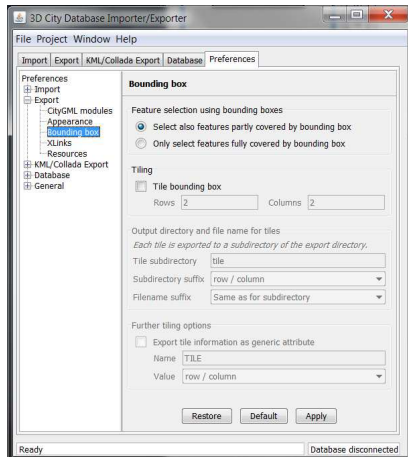 3D City Database Importer/Exporter
File Project Window Help
Import Export KML/Collada Export Database Preferences
Preferences
Import
Export
CityGML modules
Appearance
Bounding box
XLinks
Resources
KML/Collada Export
Database
General
Bounding box
Feature selection using bounding boxes
Select also features partly covered by bounding box
Only select features fully covered by bounding box
Tiling
Tile bounding box
Rows 2 Columns 2
Output directory and file name for tiles
Each tile is exported to a subdirectory of the export directory.
Tile subdirectory tile
Subdirectory suffix row / column
Filename suffix Same as for subdirectory
Further tiling options
Export tile information as generic attribute
Name TILE
Value row / column
Restore Default Apply
Ready Database disconnected